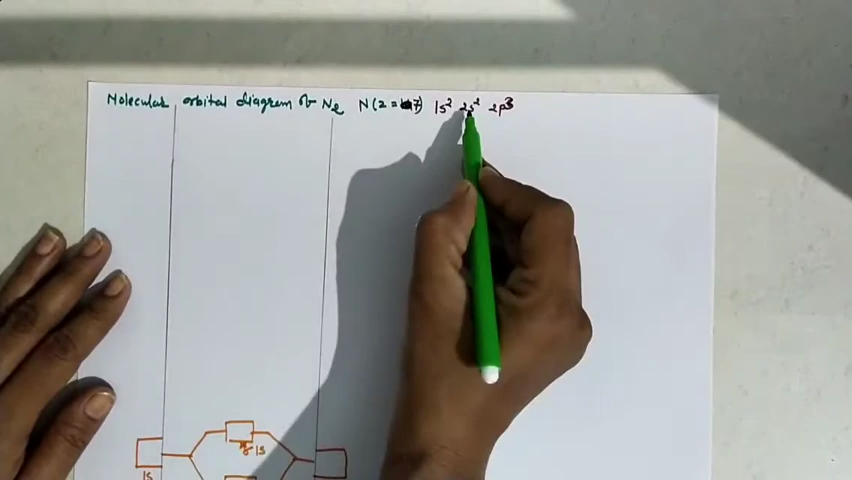 Molecular orbital diagram of N₂ N(Z = 7) 1s² 2s² 2p³
σ* 1s
1s